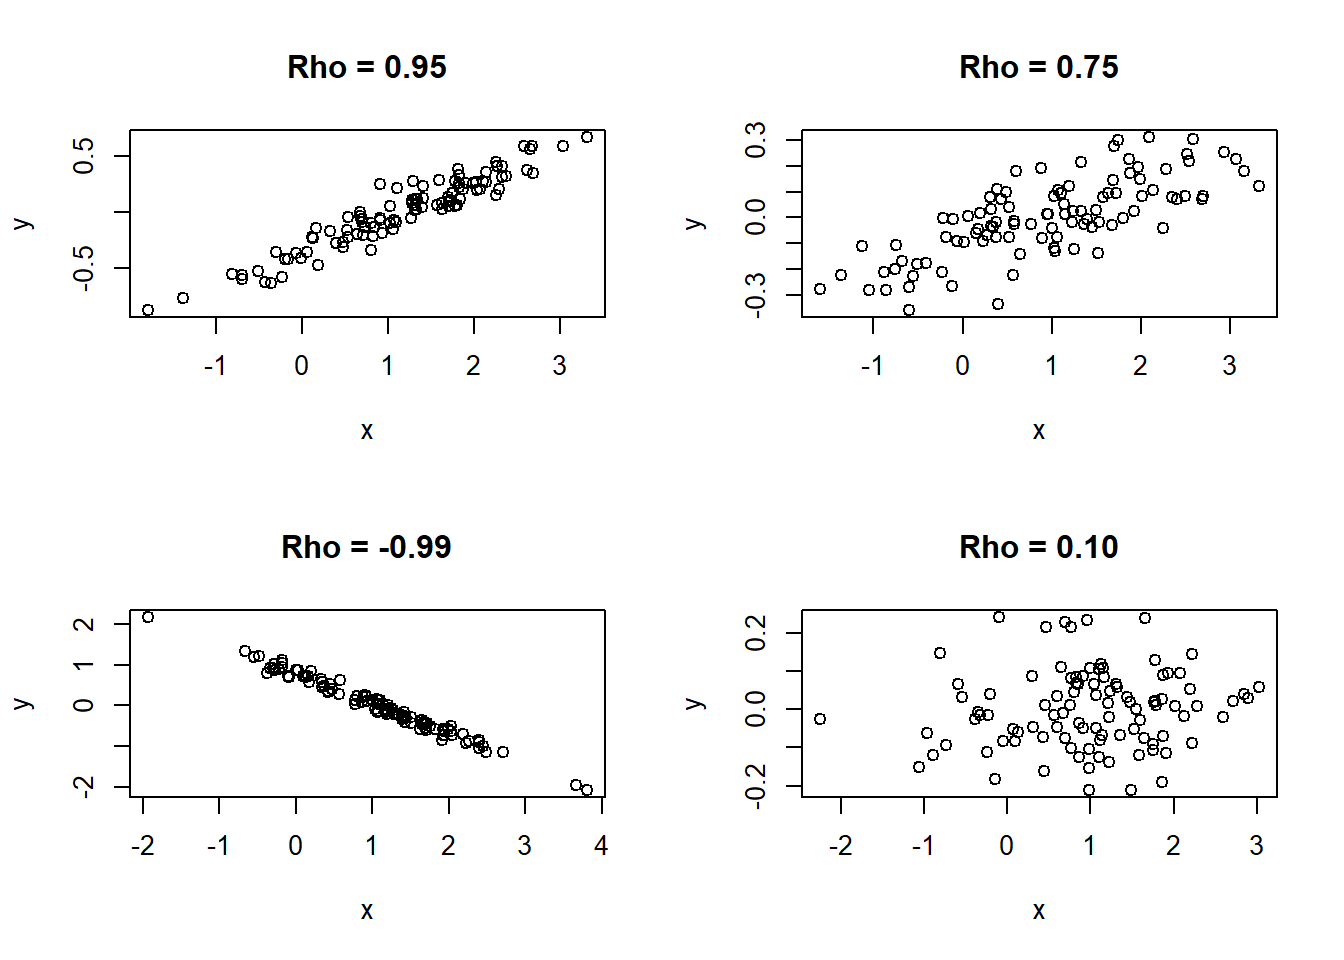 Rho = 0.95
y
0.5
-0.5
-1 0 1 2 3
x
Rho = 0.75
y
0.3
0.0
-0.3
-1 0 1 2 3
x
Rho = -0.99
y
2
1
0
-2
-2 -1 0 1 2 3 4
x
Rho = 0.10
y
0.2
0.0
-0.2
-2 -1 0 1 2 3
x